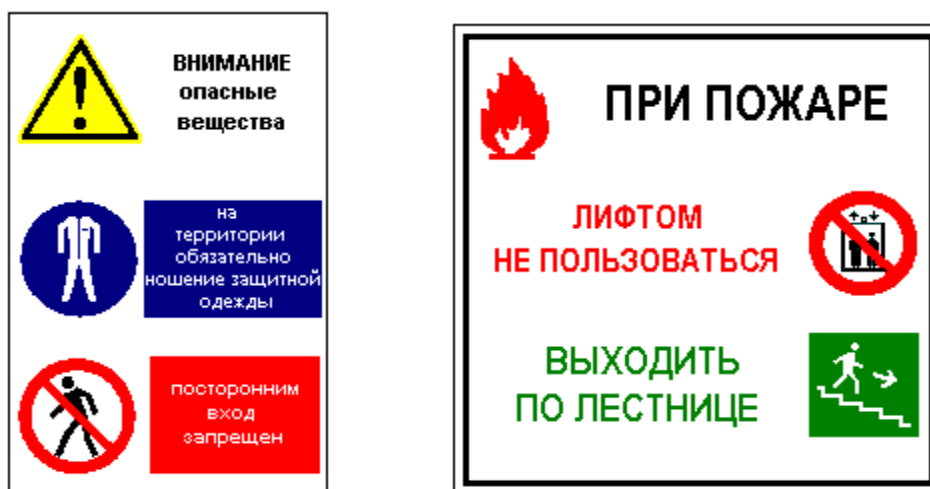 ВНИМАНИЕ
опасные
вещества
на
территории
обязательно
ношение защитной
одежды
посторонним
вход
запрещен
ПРИ ПОЖАРЕ
ЛИФТОМ
НЕ ПОЛЬЗОВАТЬСЯ
ВЫХОДИТЬ
ПО ЛЕСТНИЦЕ